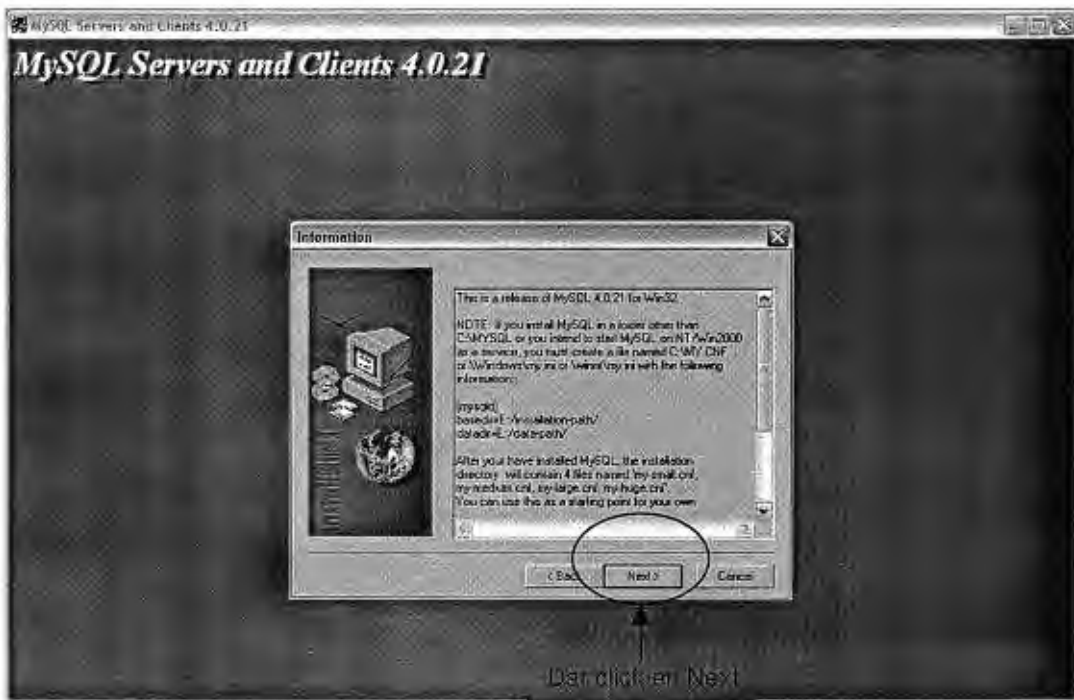 MySQL Servers and Clients 4.0.21
MySQL Servers and Clients 4.0.21
Information
This is a release of MySQL 4.0.21 for Win32
NOTE: If you install MySQL in a folder other than
C:\MYSQL or you intend to start MySQL on NT/Win2000
as a service, you must create a file named C:\MY.CNF
or \Windows\my.ini or \winnt\my.ini with the following
information::
[mysqld]
basedir=E:/installation-path/
datadir=E:/data-path/
After your have installed MySQL, the installation
directory will contain 4 files named 'my-small.cnf,
my-medium.cnf, my-large.cnf, my-huge.cnf'.
You can use this as a starting point for your own
< Back
Next >
Cancel
Dar click en Next